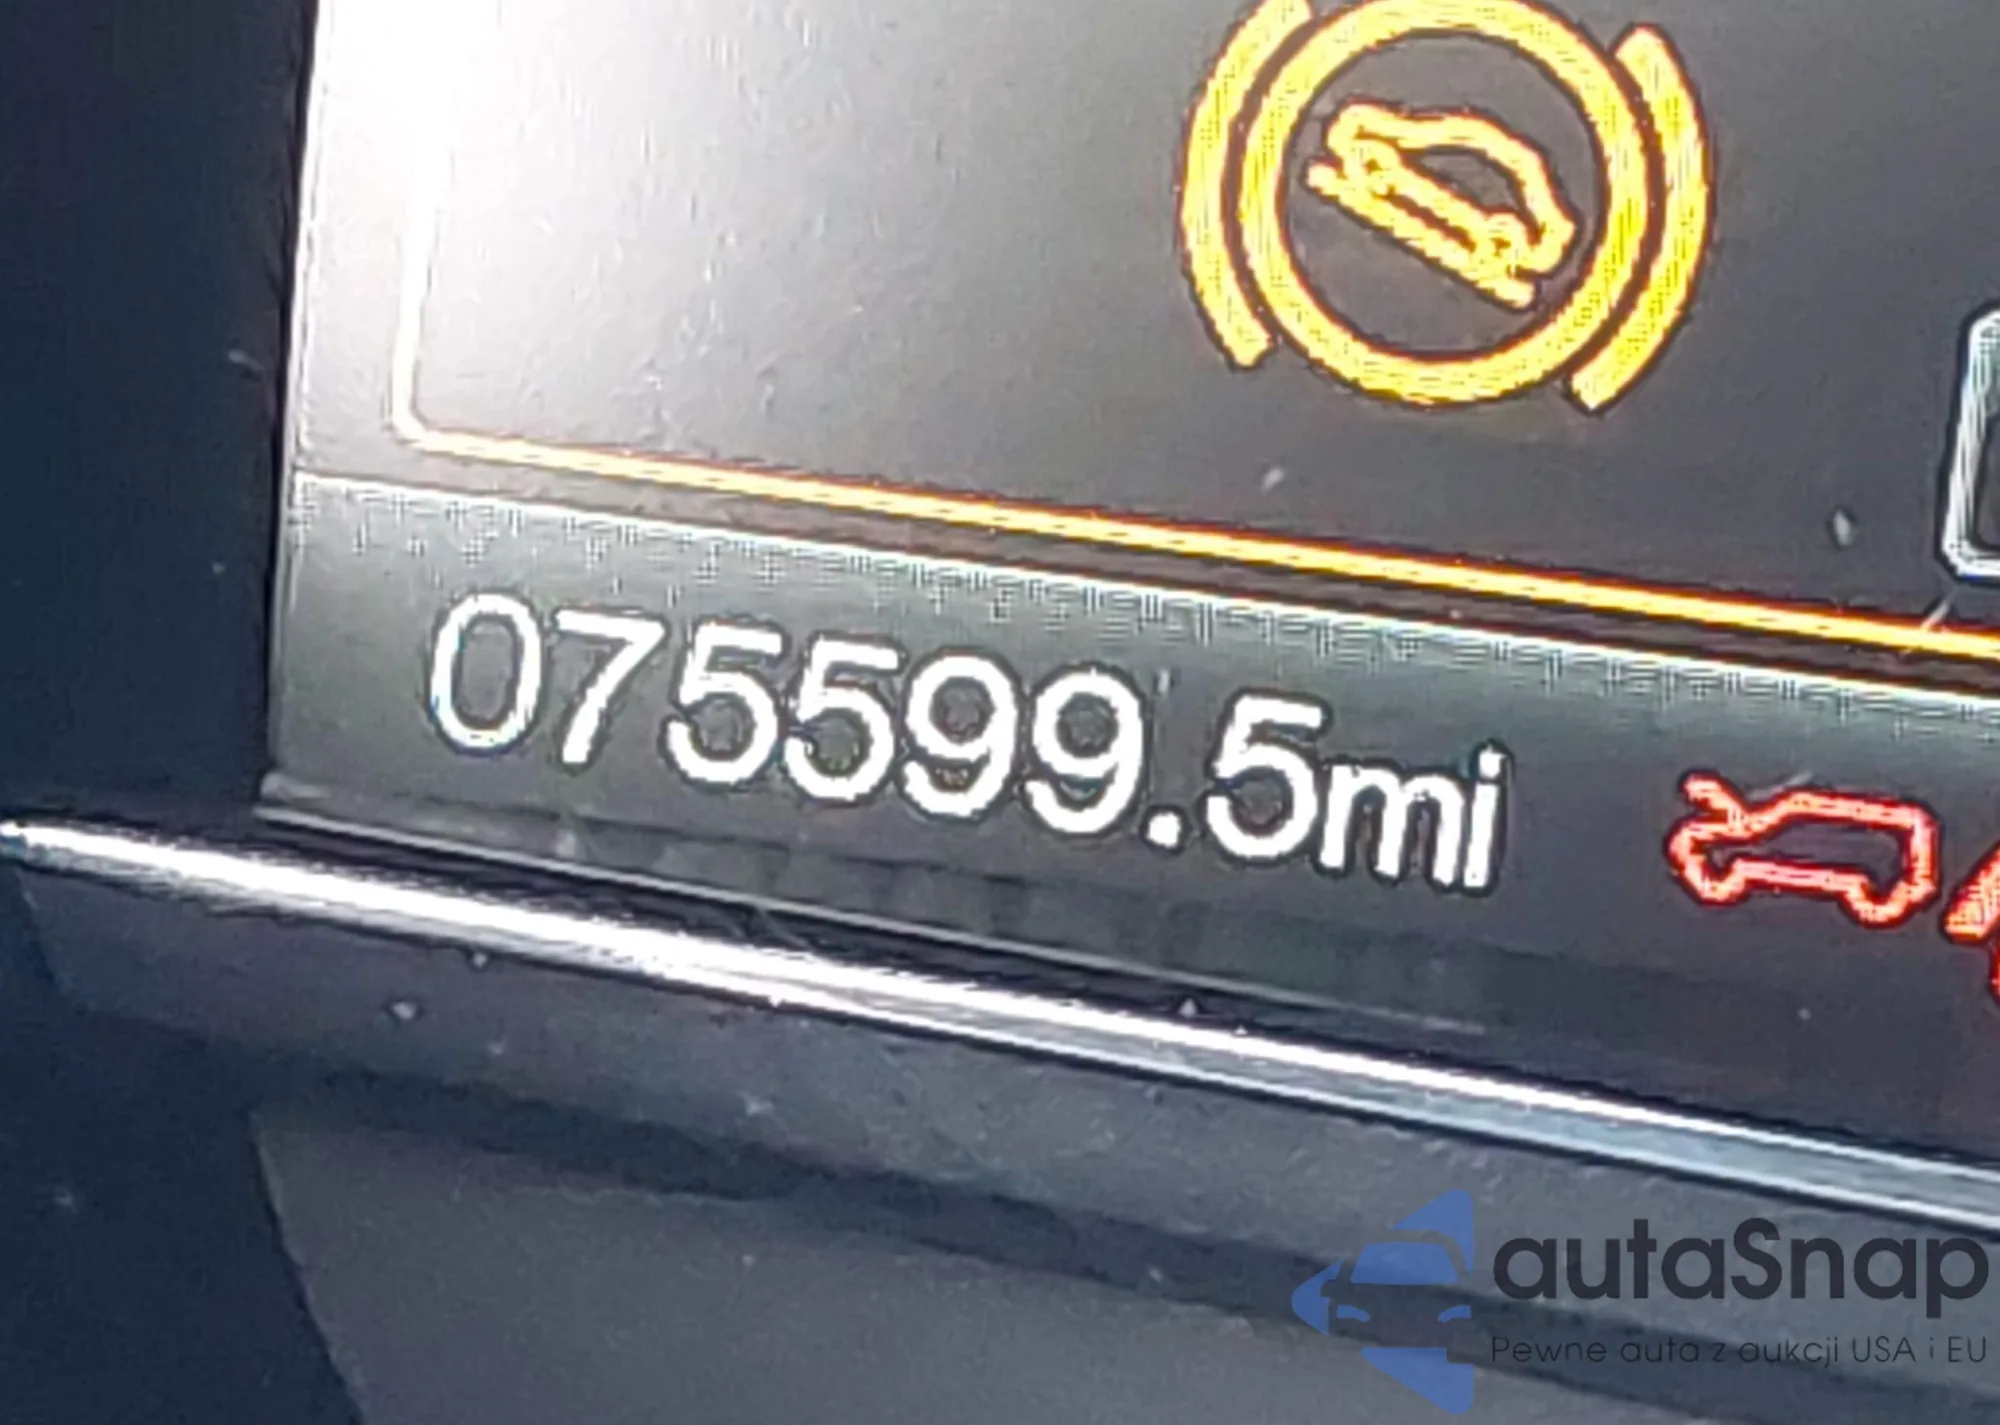 075599.5mi
autaSnap
Pewne auta z aukcji USA i EU